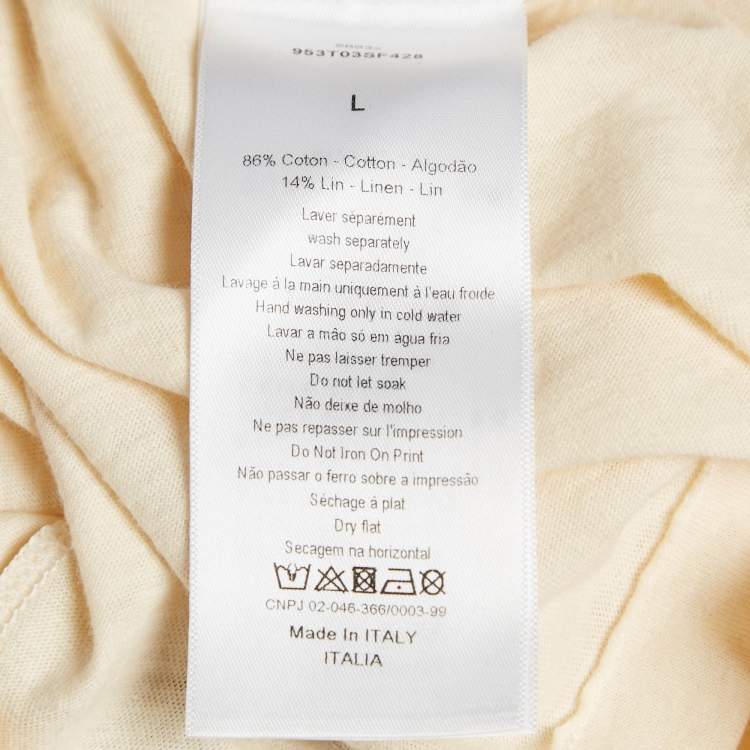 953T03SF428
L
86% Coton - Cotton - Algodão
14% Lin - Linen - Lin
Laver séparément
wash separately
Lavar separadamente
Lavage à la main uniquement à l'eau froide
Hand washing only in cold water
Lavar a mão só em água fria
Ne pas laisser tremper
Do not let soak
Não deixe de molho
Ne pas repasser sur l'impression
Do Not Iron On Print
Não passar o ferro sobre a impressão
Séchage à plat
Dry flat
Secagem na horizontal
CNPJ 02-046-366/0003-99
Made In ITALY
ITALIA